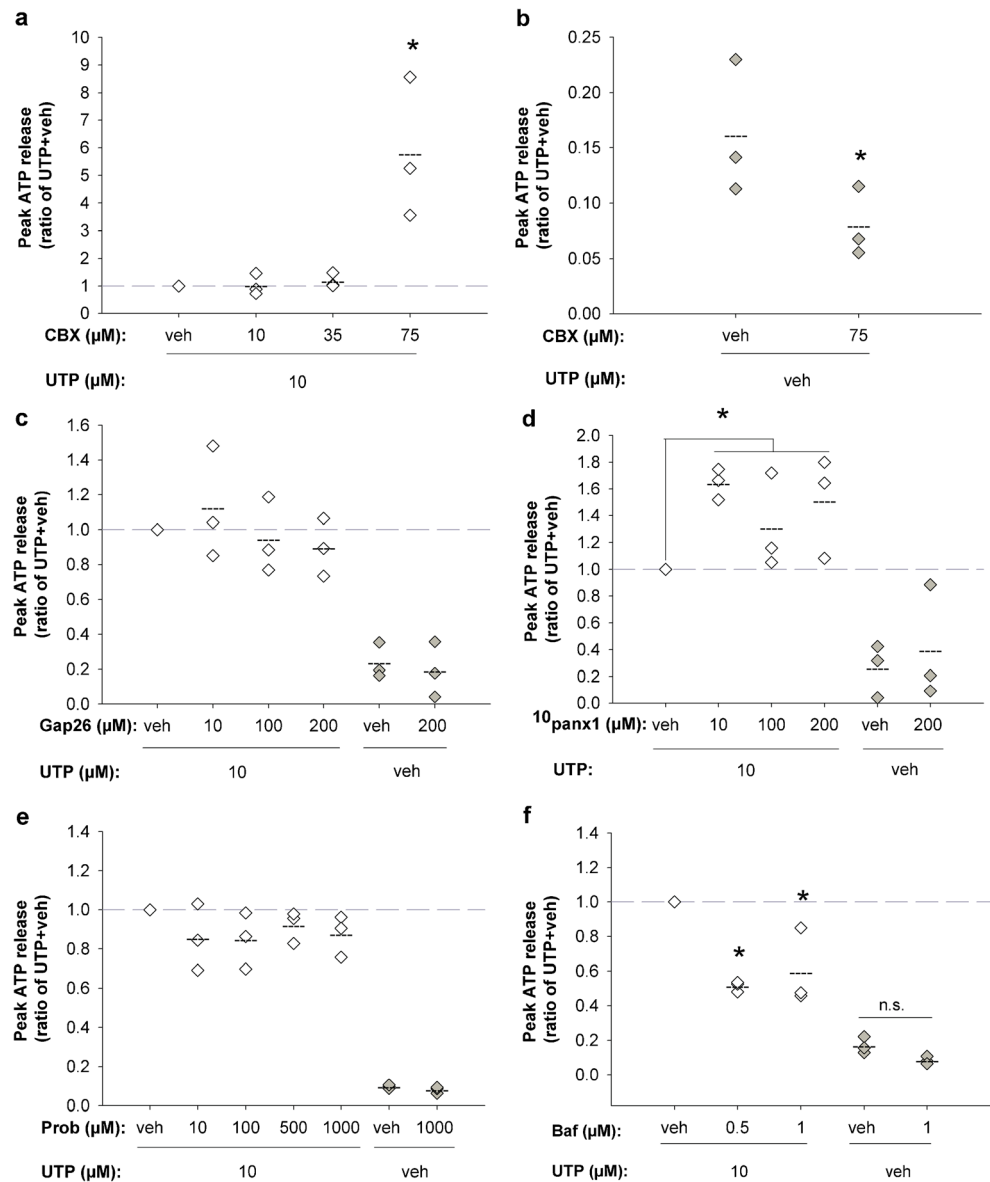 a
Peak ATP release
(ratio of UTP+veh)
10
9
8
7
6
5
4
3
2
1
0
*
CBX (µM): veh 10 35 75
UTP (µM): 10
b
Peak ATP release
(ratio of UTP+veh)
0.25
0.20
0.15
0.10
0.05
0.00
*
CBX (µM): veh 75
UTP (µM): veh
c
Peak ATP release
(ratio of UTP+veh)
1.6
1.4
1.2
1.0
0.8
0.6
0.4
0.2
0.0
Gap26 (µM): veh 10 100 200 veh 200
UTP (µM): 10 veh
d
Peak ATP release
(ratio of UTP+veh)
2.0
1.8
1.6
1.4
1.2
1.0
0.8
0.6
0.4
0.2
0.0
*
10panx1 (µM): veh 10 100 200 veh 200
UTP: 10 veh
e
Peak ATP release
(ratio of UTP+veh)
1.4
1.2
1.0
0.8
0.6
0.4
0.2
0.0
Prob (µM): veh 10 100 500 1000 veh 1000
UTP (µM): 10 veh
f
Peak ATP release
(ratio of UTP+veh)
1.4
1.2
1.0
0.8
0.6
0.4
0.2
0.0
*
*
n.s.
Baf (µM): veh 0.5 1 veh 1
UTP (µM): 10 veh